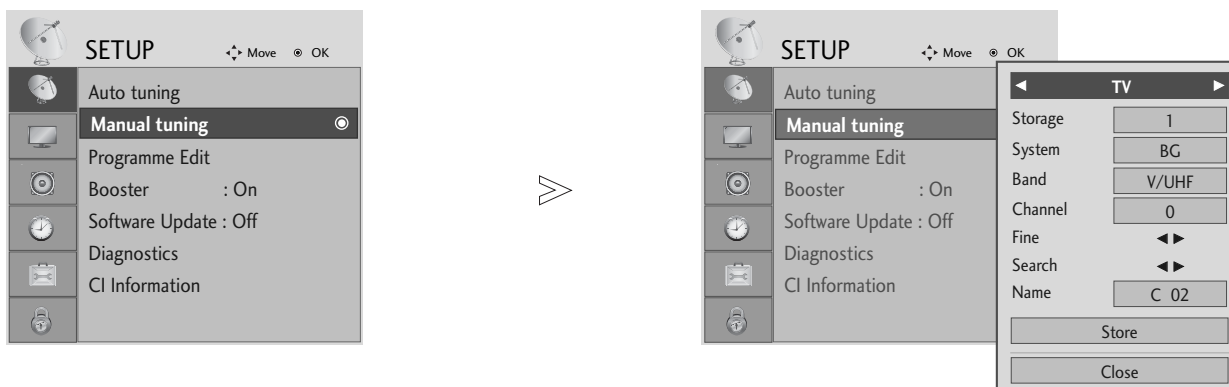 SETUP Move OK
Auto tuning
Manual tuning
Programme Edit
Booster : On
Software Update : Off
Diagnostics
CI Information
SETUP Move OK
Auto tuning
Manual tuning
Programme Edit
Booster : On
Software Update : Off
Diagnostics
CI Information
◄ TV ►
Storage 1
System BG
Band V/UHF
Channel 0
Fine ◄ ►
Search ◄ ►
Name C 02
Store
Close